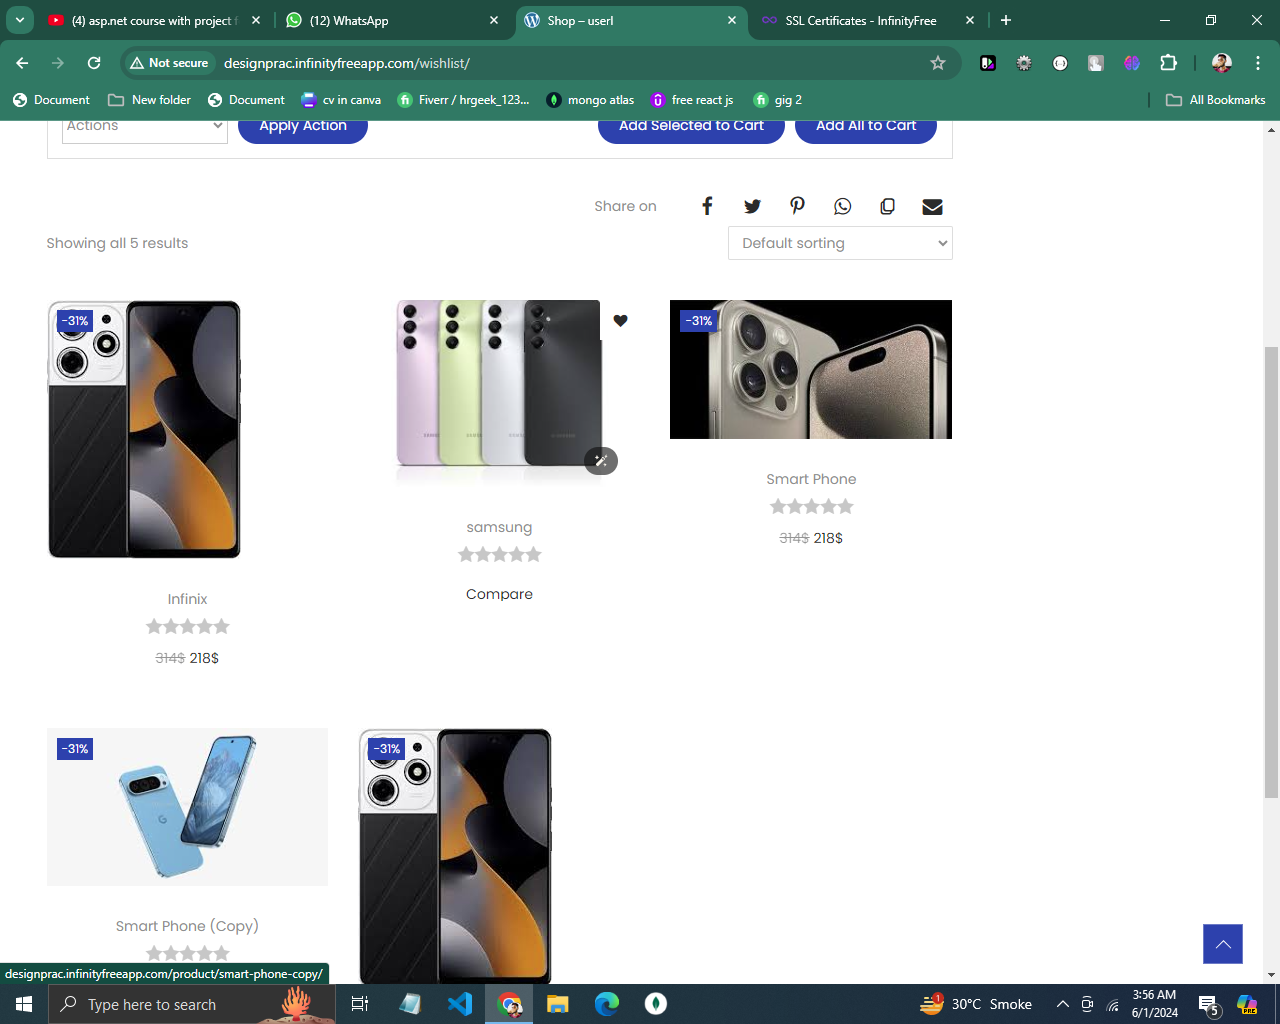 (4) asp.net course with project f
(12) WhatsApp
Shop – userl
SSL Certificates - InfinityFree
Not secure
designprac.infinityfreeapp.com/wishlist/
Document
New folder
Document
cv in canva
Fiverr / hrgeek_123...
mongo atlas
free react js
gig 2
All Bookmarks
Actions
Apply Action
Add Selected to Cart
Add All to Cart
Share on
Showing all 5 results
Default sorting
-31%
-31%
samsung
Compare
Smart Phone
314$ 218$
Infinix
314$ 218$
-31%
-31%
Smart Phone (Copy)
designprac.infinityfreeapp.com/product/smart-phone-copy/
Type here to search
1
30°C Smoke
3:56 AM
6/1/2024
5
PRE